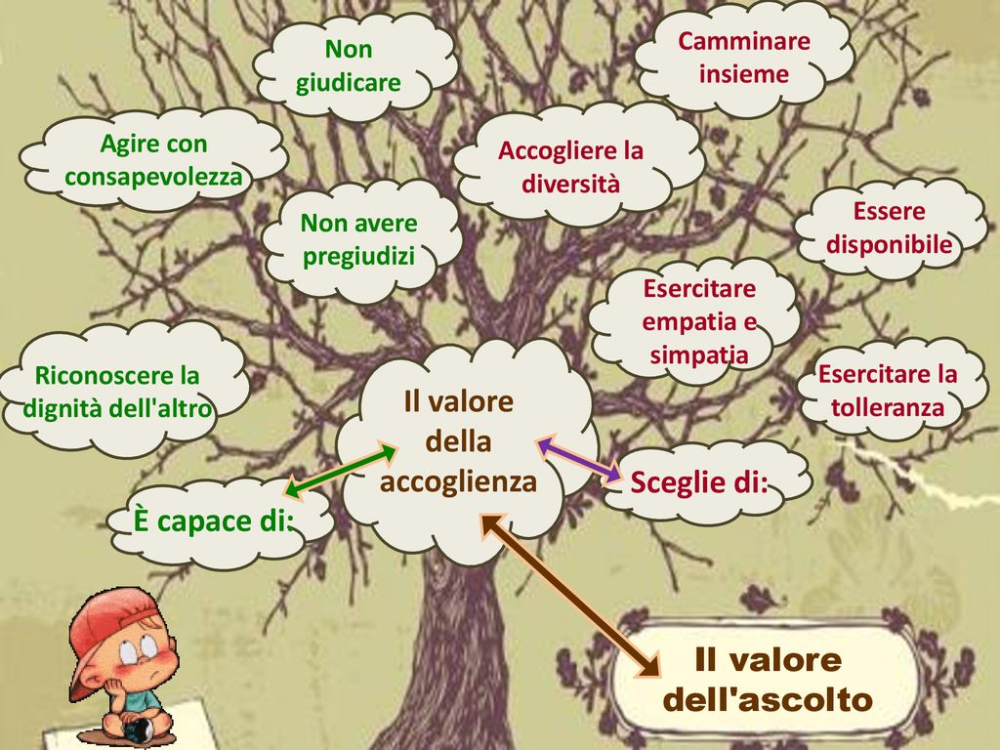 Non
giudicare
Camminare
insieme
Agire con
consapevolezza
Accogliere la
diversità
Non avere
pregiudizi
Essere
disponibile
Esercitare
empatia e
simpatia
Riconoscere la
dignità dell'altro
Esercitare la
tolleranza
Il valore
della
accoglienza
È capace di:
Sceglie di:
Il valore
dell'ascolto